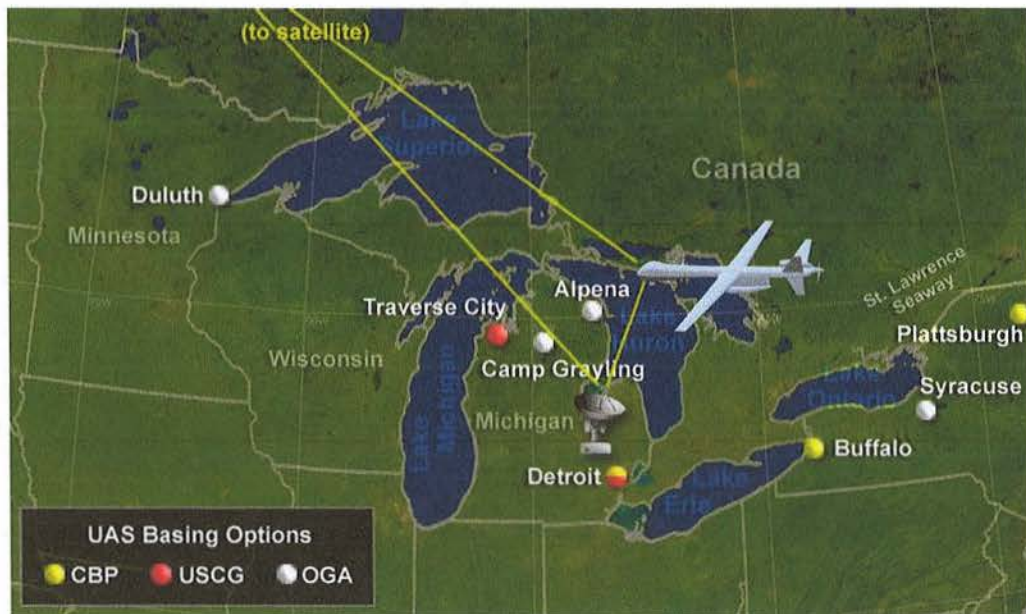 (to satellite)
Lake
Superior
Canada
Duluth
Minnesota
St. Lawrence
Seaway
Alpena
Traverse City
Plattsburgh
Lake
Huron
Wisconsin
Camp Grayling
Lake
Ontario
Syracuse
Lake
Michigan
Michigan
Buffalo
Detroit
Lake
Erie
UAS Basing Options
CBP
USCG
OGA